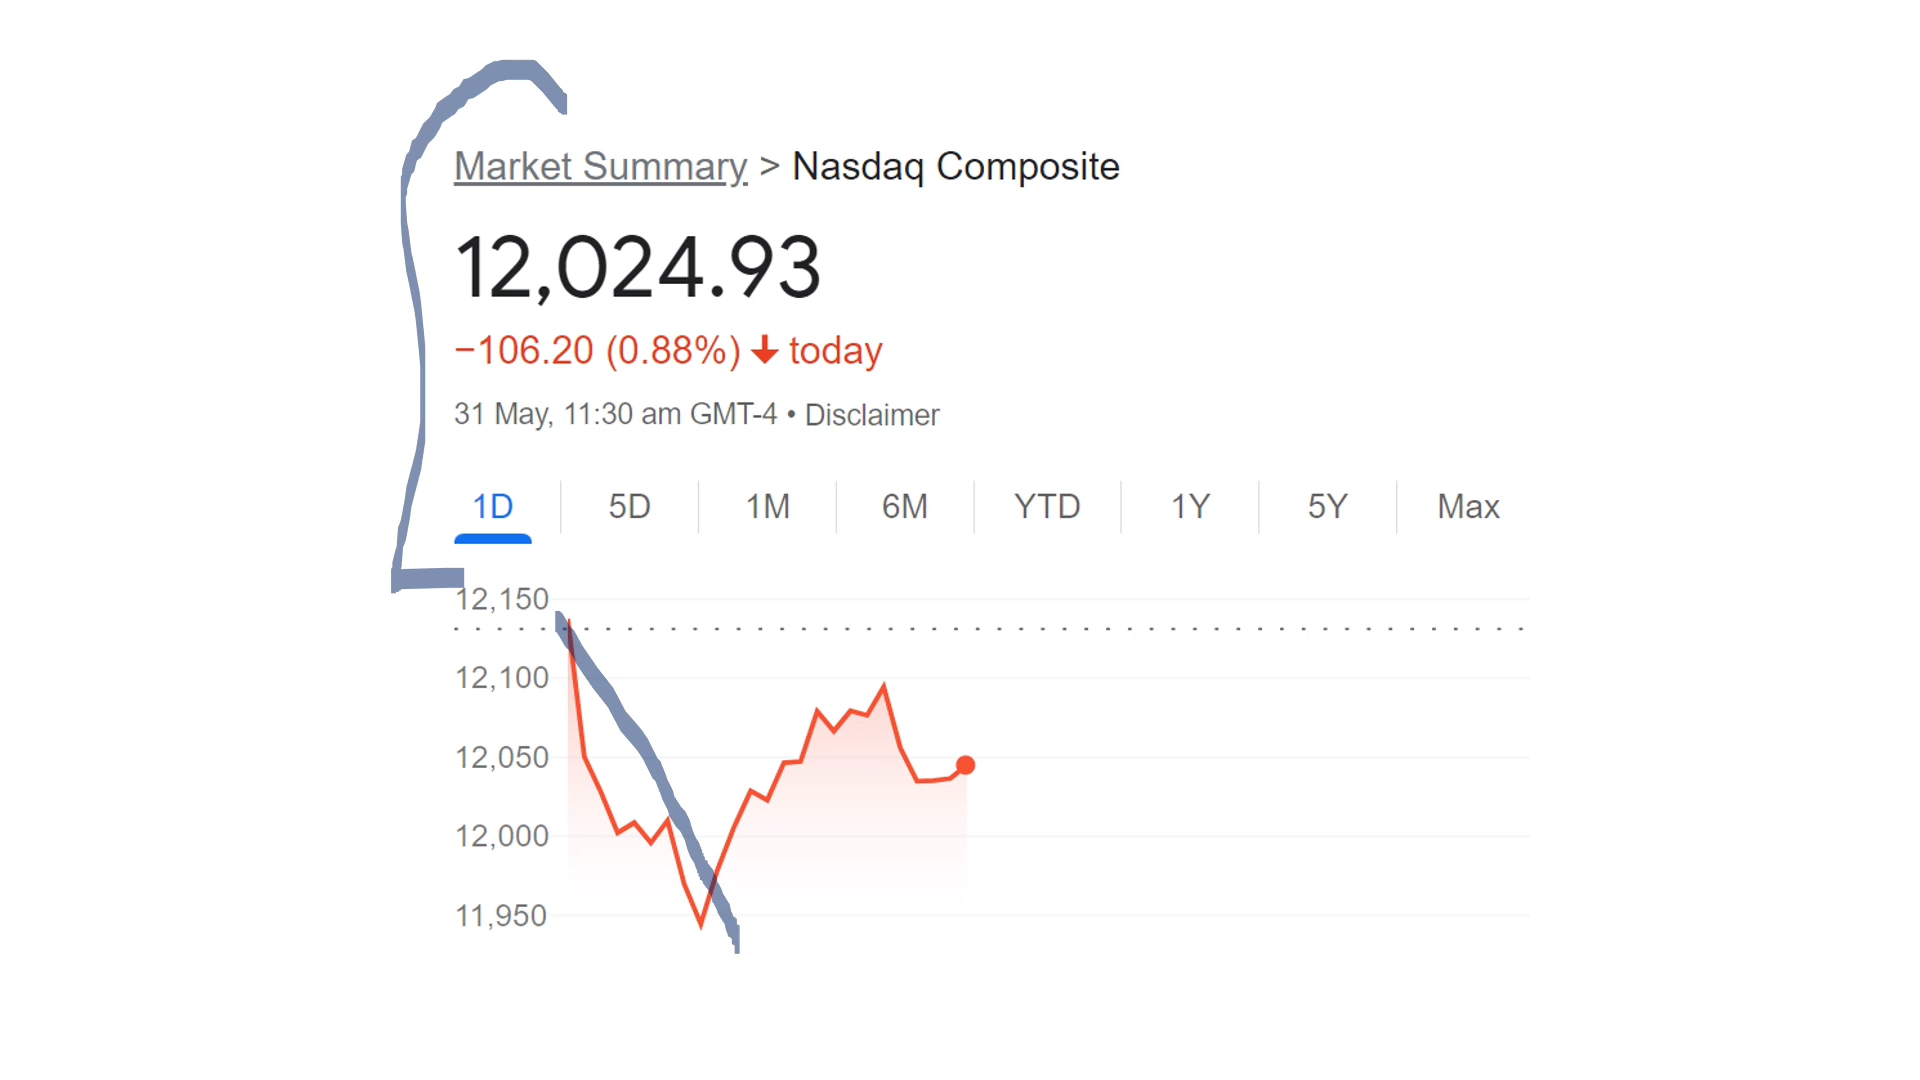 Market Summary > Nasdaq Composite
12,024.93
−106.20 (0.88%) ↓ today
31 May, 11:30 am GMT-4 • Disclaimer
1D 5D 1M 6M YTD 1Y 5Y Max
12,150
12,100
12,050
12,000
11,950